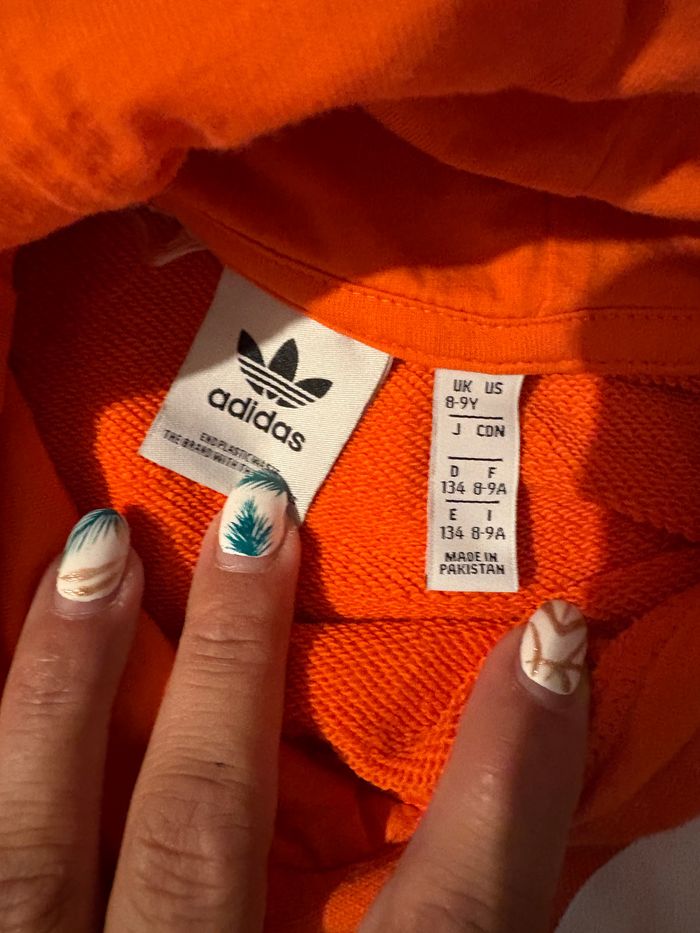 adidas
END PLASTIC WASTE
THE BRAND WITH THE
UK US
8-9Y
J CDN
D F
134 8-9A
E I
134 8-9A
MADE IN
PAKISTAN